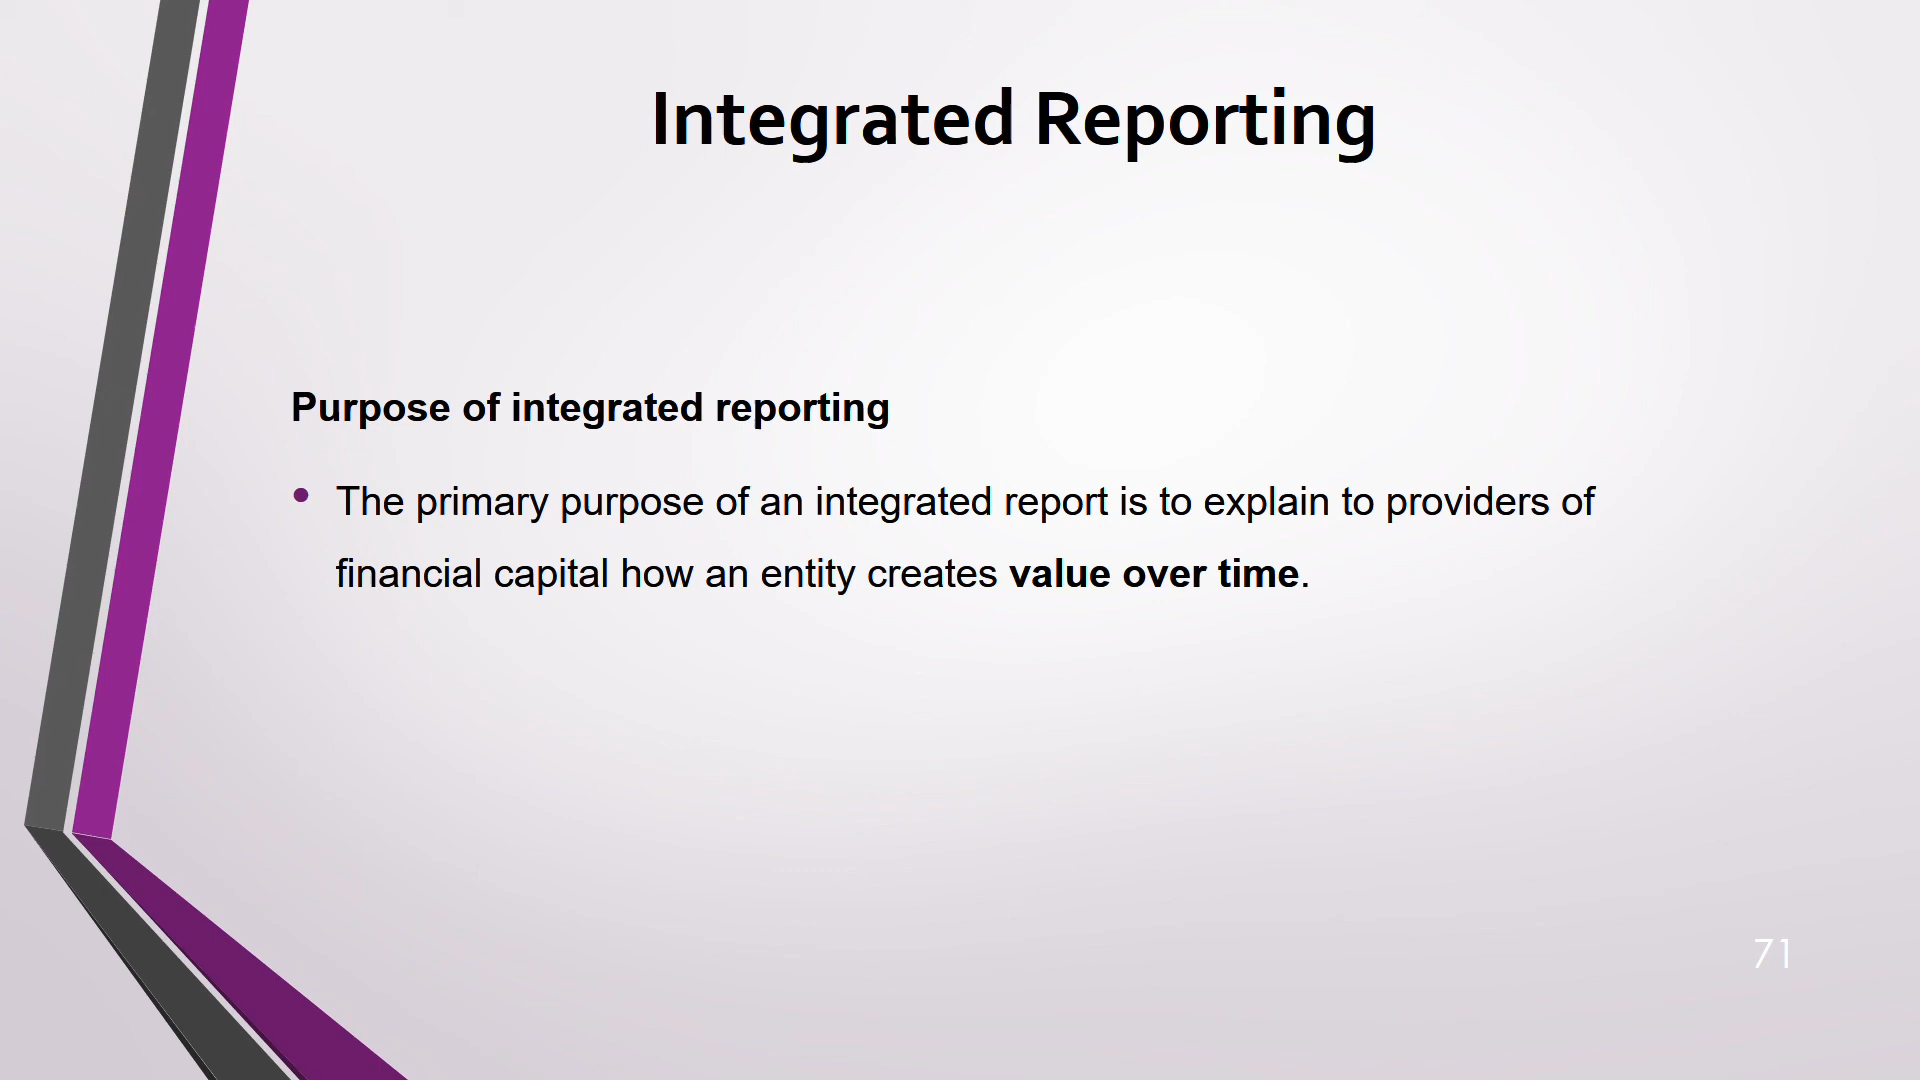 Integrated Reporting
Purpose of integrated reporting
• The primary purpose of an integrated report is to explain to providers of
financial capital how an entity creates value over time.
71